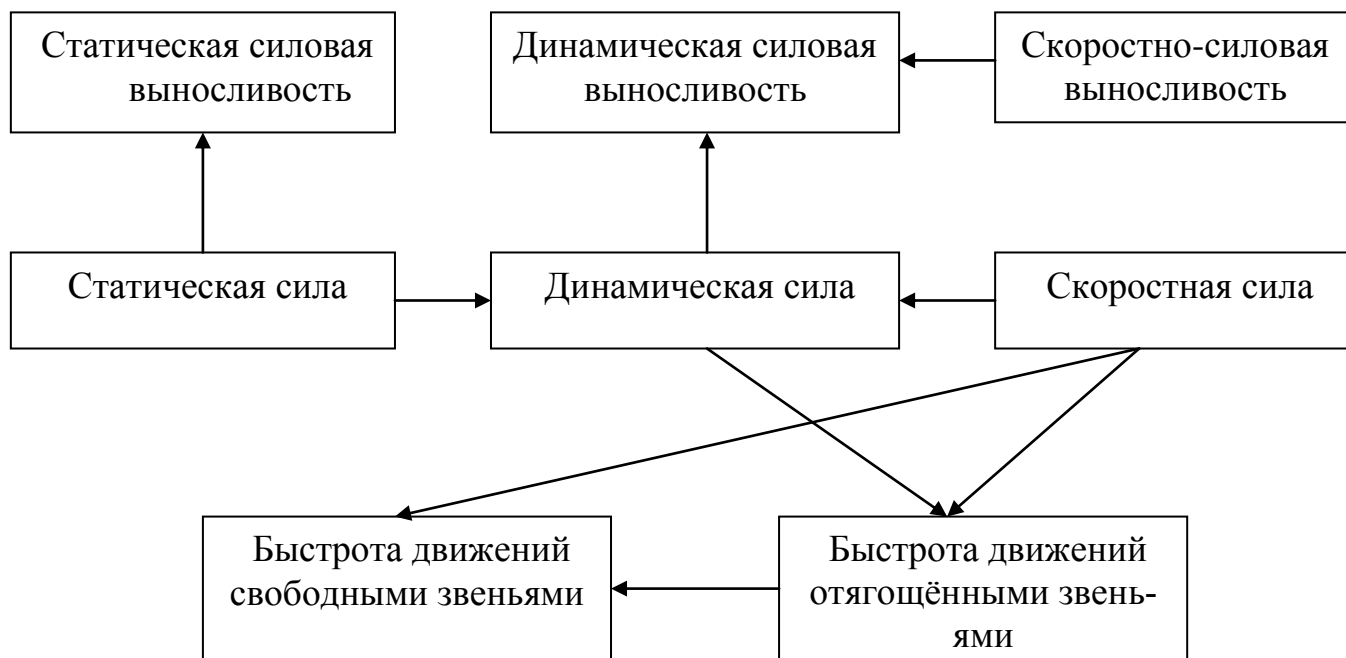 Статическая силовая
выносливость
Динамическая силовая
выносливость
Скоростно-силовая
выносливость
Статическая сила
Динамическая сила
Скоростная сила
Быстрота движений
свободными звеньями
Быстрота движений
отягощёнными звень-
ями